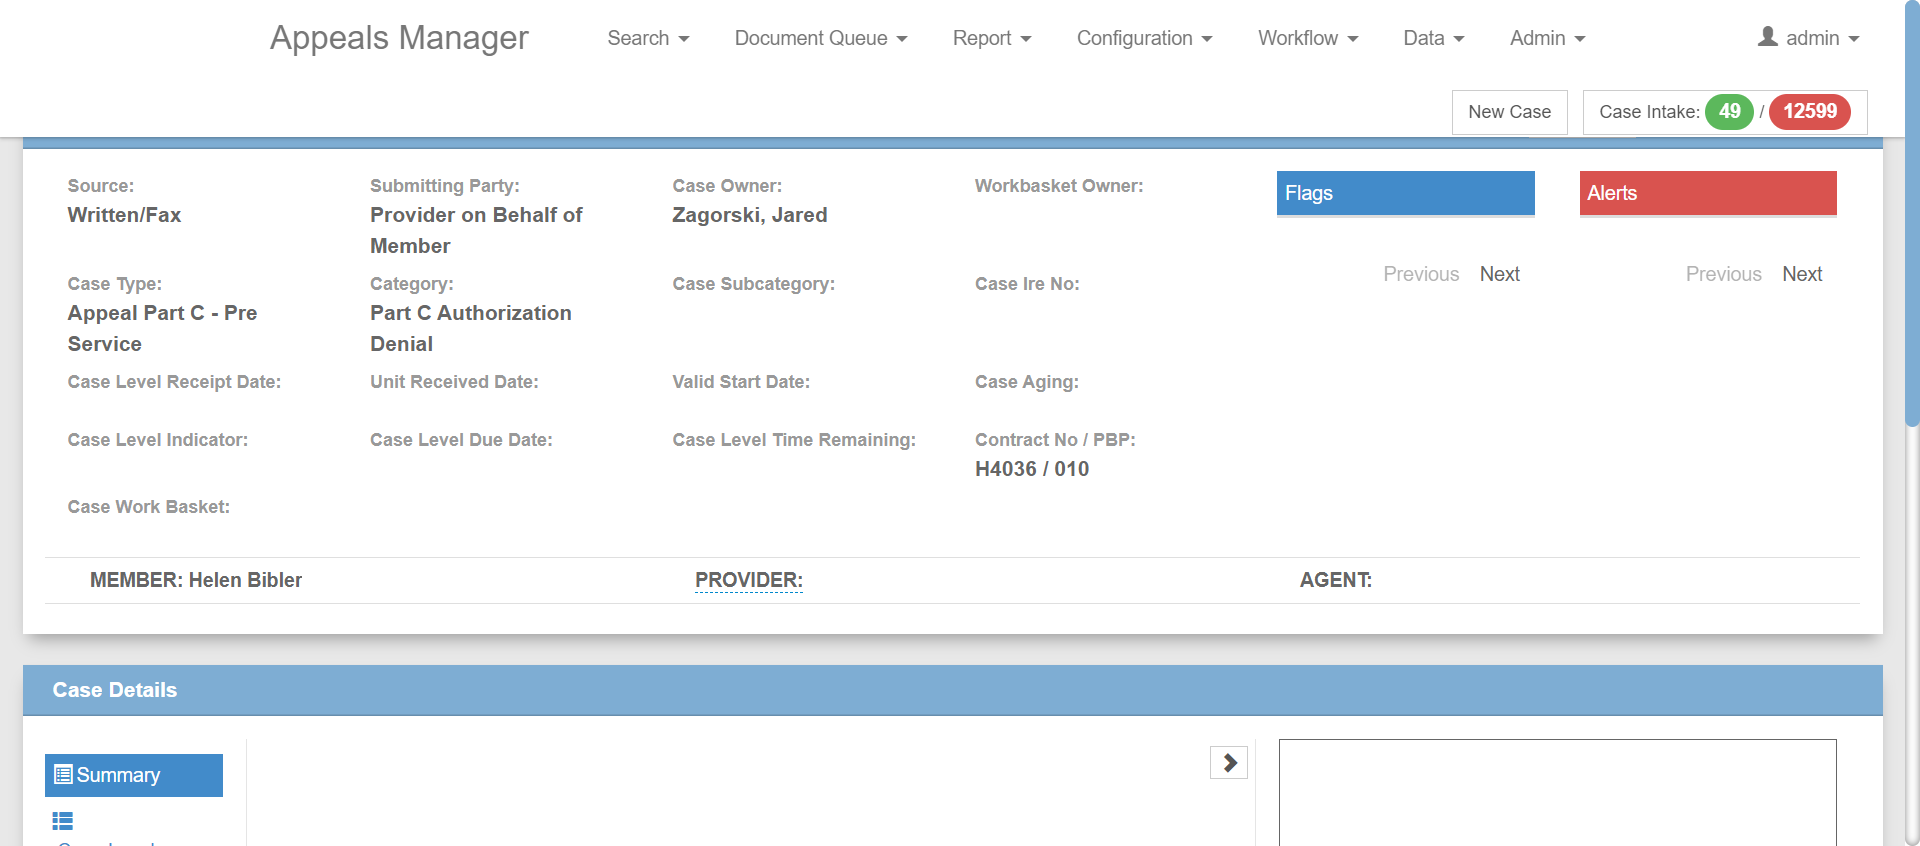 Appeals Manager
Search
Document Queue
Report
Configuration
Workflow
Data
Admin
admin
New Case
Case Intake: 49 / 12599
Source:
Written/Fax
Submitting Party:
Provider on Behalf of
Member
Case Owner:
Zagorski, Jared
Workbasket Owner:
Flags
Alerts
Previous Next
Previous Next
Case Type:
Appeal Part C - Pre
Service
Category:
Part C Authorization
Denial
Case Subcategory:
Case Ire No:
Case Level Receipt Date:
Unit Received Date:
Valid Start Date:
Case Aging:
Case Level Indicator:
Case Level Due Date:
Case Level Time Remaining:
Contract No / PBP:
H4036 / 010
Case Work Basket:
MEMBER: Helen Bibler
PROVIDER:
AGENT:
Case Details
Summary